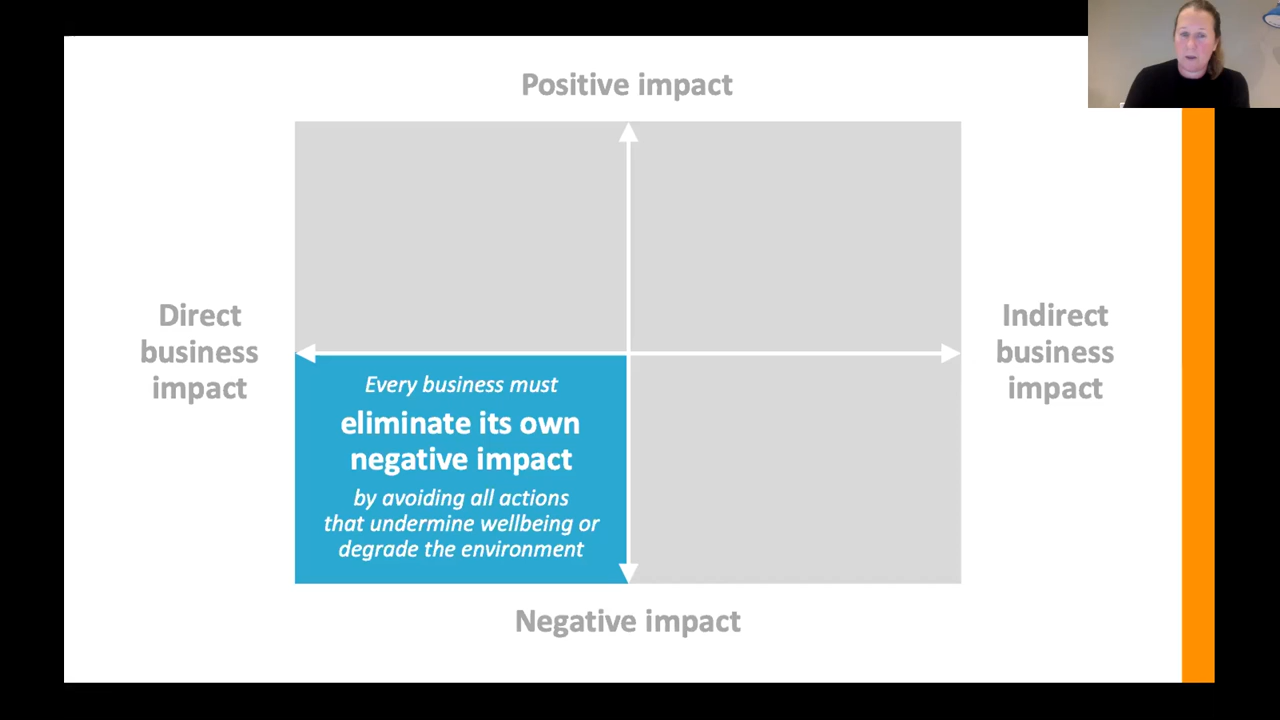 Positive impact
Direct
business
impact
Indirect
business
impact
Every business must
eliminate its own
negative impact
by avoiding all actions
that undermine wellbeing or
degrade the environment
Negative impact